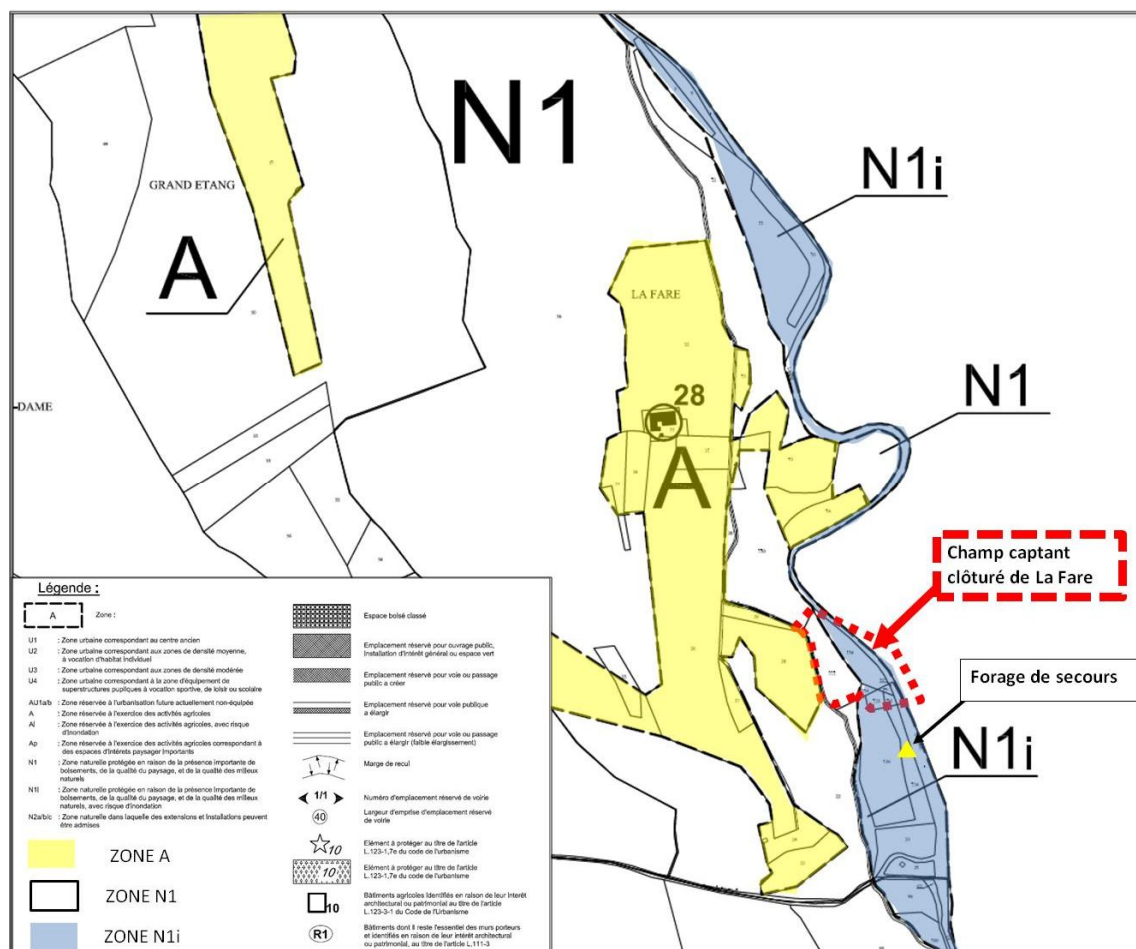 N1
N1i
GRAND ETANG
A
LA FARE
DAME
28
A
N1
Champ captant
clôturé de La Fare
Forage de secours
N1i
Légende :
A Zone :
U1 : Zone urbaine correspondant au centre ancien
U2 : Zone urbaine correspondant aux zones de densité moyenne,
à vocation d'habitat individuel
U3 : Zone urbaine correspondant aux zones de densité modérée
U4 : Zone urbaine correspondant à la zone d'équipement de
superstructures pupliques à vocation sportive, de loisir ou scolaire
AU1a/b : Zone réservée à l'urbanisation future actuellement non-équipée
A : Zone réservée à l'exercice des activités agricoles
Ai : Zone réservée à l'exercice des activités agricoles, avec risque
d'inondation
Ap : Zone réservée à l'exercice des activités agricoles correspondant à
des espaces d'intérets paysager importants
N1 : Zone naturelle protégée en raison de la présence importante de
boisements, de la qualité du paysage, et de la qualité des milieux
naturels
N1i : Zone naturelle protégée en raison de la présence importante de
boisements, de la qualité du paysage, et de la qualité des milieux
naturels, avec risque d'inondation
N2a/b/c : Zone naturelle dans laquelle des extensions et installations peuvent
être admises
ZONE A
ZONE N1
ZONE N1i
Espace boisé classé
Emplacement réservé pour ouvrage public,
installation d'intérêt général ou espace vert
Emplacement réservé pour voie ou passage
public a créer
Emplacement réservé pour voie publique
a élargir
Emplacement réservé pour voie ou passage
public a élargir (faible élargissement)
Marge de recul
1/1 Numéro d'emplacement réservé de voirie
40 Largeur d'emprise d'emplacement réservé
de voirie
10 Elément à protéger au titre de l'article
L.123-1,7e du code de l'urbanisme
10 Elément à protéger au titre de l'article
L.123-1,7e du code de l'urbanisme
10 Bâtiments agricoles identifiés en raison de leur intérêt
architectural ou patrimonial au titre de l'article
L.123-3-1 du Code de l'Urbanisme
R1 Bâtiments dont il reste l'essentiel des murs porteurs
et identifiés en raison de leur intérêt architectural
ou patrimonial, au titre de l'article L.111-3